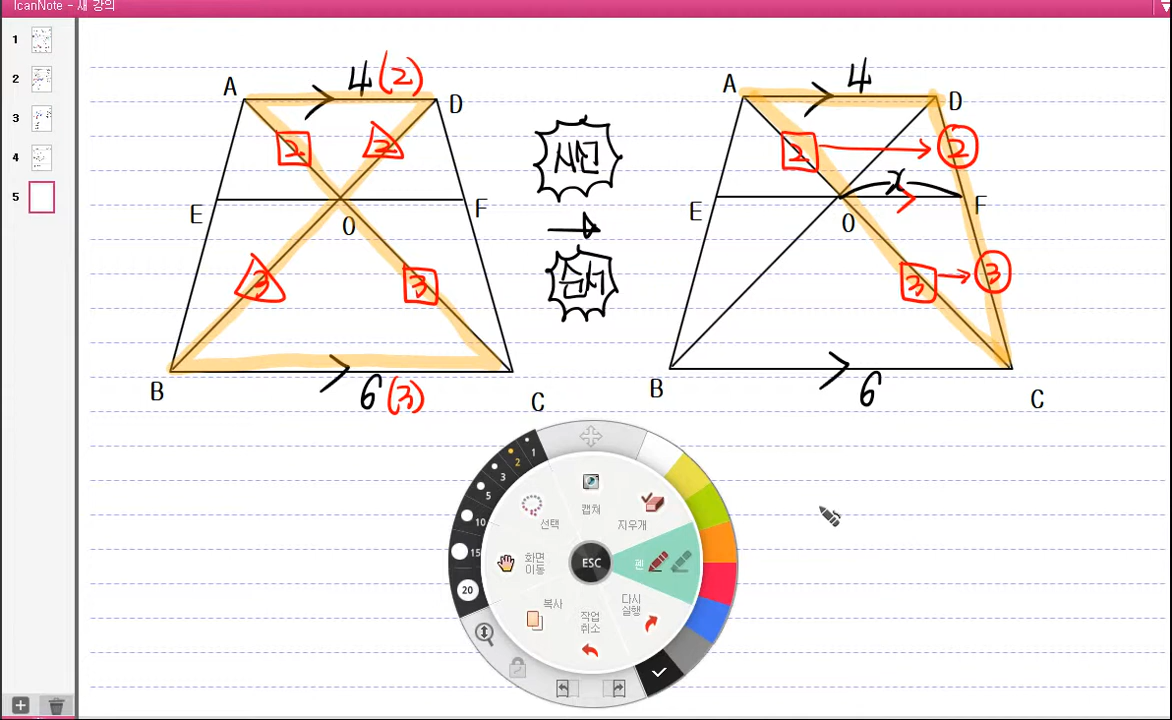 IcanNote - 새 강의
1
2
3
4
5
A
4 (2)
D
2
2
E
O
F
3
3
B
6 (3)
C
시선
순서
A
4
D
2
2
E
O
x
F
3
3
B
6
C
1
2
3
5
10
15
20
캡쳐
선택
지우개
화면
이동
ESC
펜
복사
작업
취소
다시
실행